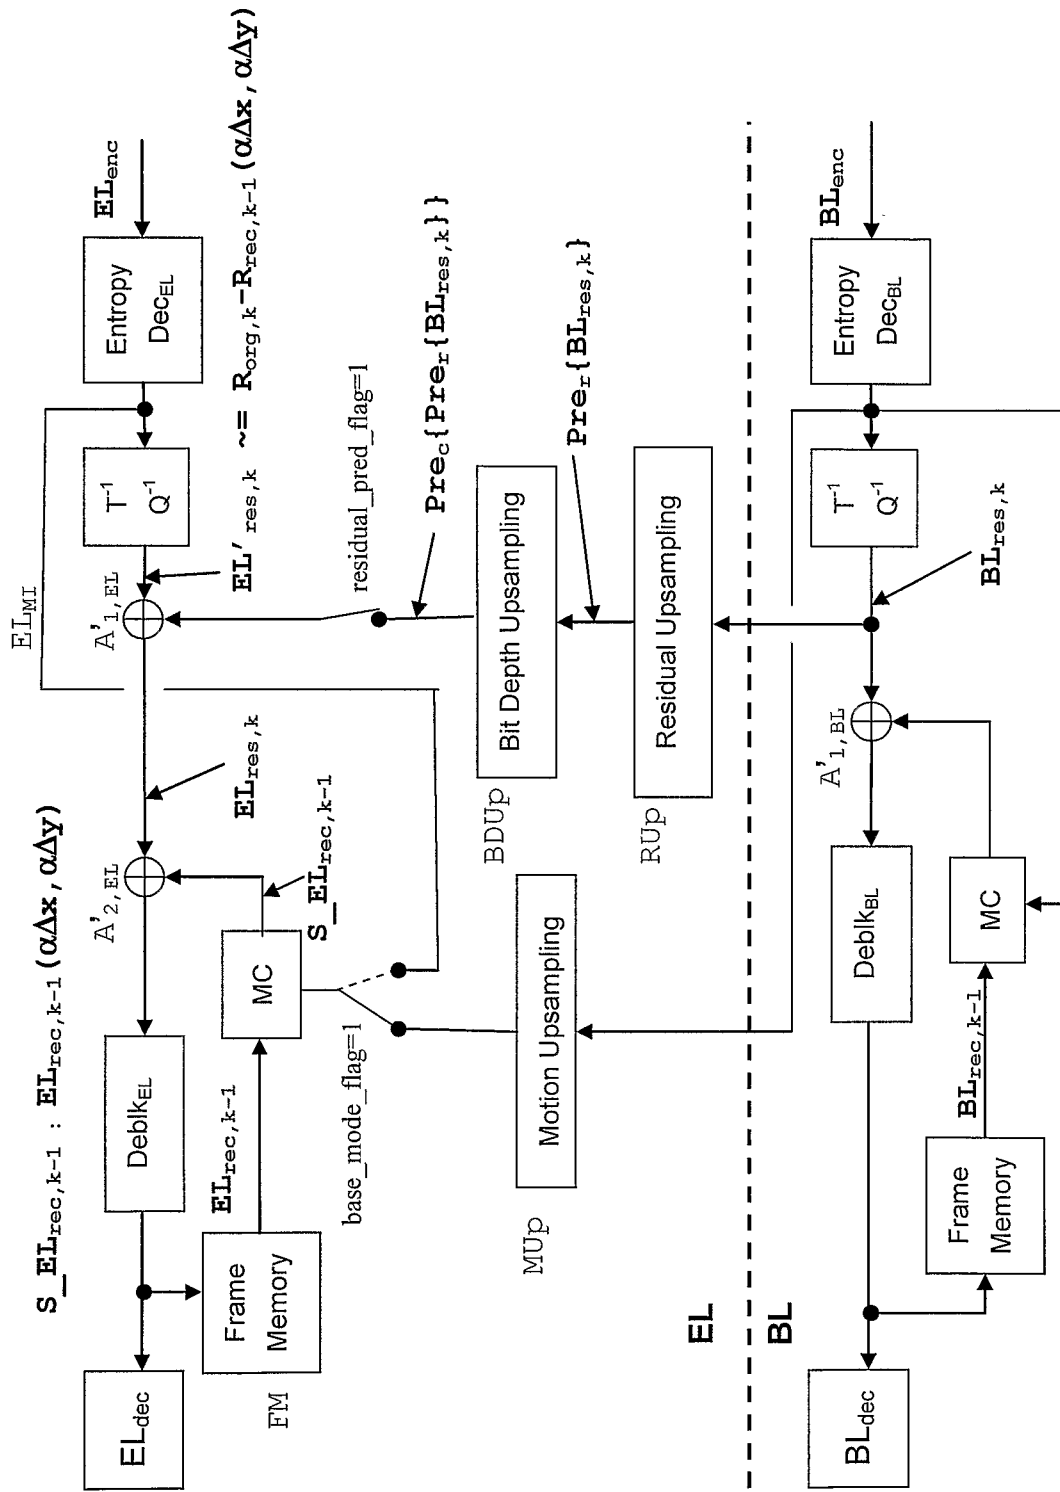 S_EL_rec,k-1 : EL_rec,k-1 (αΔx, αΔy)
EL_MI
EL_enc
EL_dec
Deblk_EL
A'_2,EL
EL_res,k
A'_1,EL
EL'_res,k ~= R_org,k-R_rec,k-1 (αΔx, αΔy)
T^-1
Q^-1
Entropy
Dec_EL
FM
Frame
Memory
EL_rec,k-1
MC
S_EL_rec,k-1
base_mode_flag=1
residual_pred_flag=1
Pre_c{Pre_r{BL_res,k}}
MUp
Motion Upsampling
BDUp
Bit Depth Upsampling
Pre_r{BL_res,k}
RUp
Residual Upsampling
EL
BL
BL_dec
Deblk_BL
A'_1,BL
T^-1
Q^-1
BL_res,k
Entropy
Dec_BL
BL_enc
Frame
Memory
BL_rec,k-1
MC